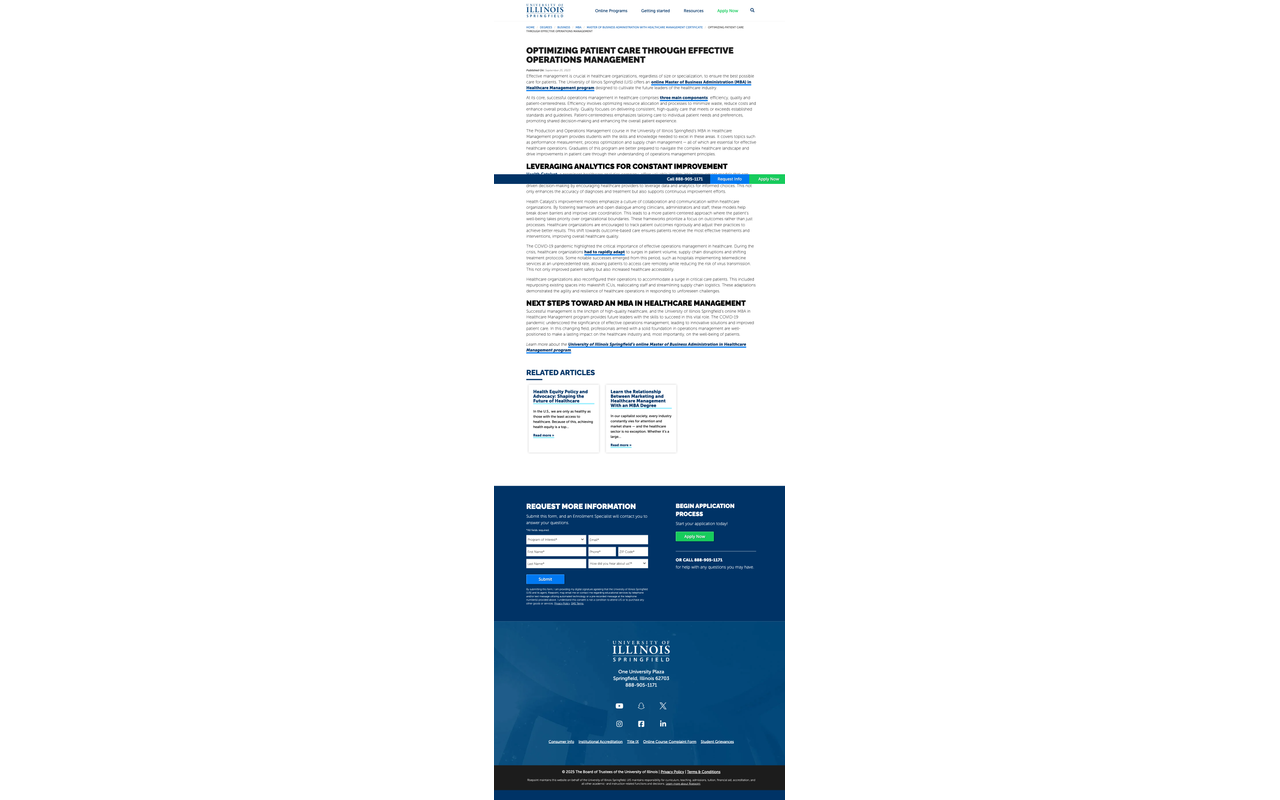 UNIVERSITY OF
ILLINOIS
SPRINGFIELD
Online Programs
Getting started
Resources
Apply Now
HOME DEGREES BUSINESS MBA MASTER OF BUSINESS ADMINISTRATION WITH HEALTHCARE MANAGEMENT CERTIFICATE OPTIMIZING PATIENT CARE
THROUGH EFFECTIVE OPERATIONS MANAGEMENT
OPTIMIZING PATIENT CARE THROUGH EFFECTIVE
OPERATIONS MANAGEMENT
Published On
Effective management is crucial in healthcare organizations, regardless of size or specialization, to ensure the best possible
care for patients. The University of Illinois Springfield (UIS) offers an online Master of Business Administration (MBA) in
Healthcare Management program designed to cultivate the future leaders of the healthcare industry.
At its core, successful operations management in healthcare comprises three main components: efficiency, quality and
patient-centeredness. Efficiency involves optimizing resource allocation and processes to minimize waste, reduce costs and
enhance overall productivity. Quality focuses on delivering consistent, high-quality care that meets or exceeds established
standards and guidelines. Patient-centeredness emphasizes tailoring care to individual patient needs and preferences,
promoting shared decision-making and enhancing the overall patient experience.
The Production and Operations Management course in the University of Illinois Springfield's MBA in Healthcare
Management program provides students with the skills and knowledge needed to excel in these areas. It covers topics such
as performance measurement, process optimization and supply chain management — all of which are essential for effective
healthcare operations. Graduates of this program are better prepared to navigate the complex healthcare landscape and
drive improvements in patient care through their understanding of operations management principles.
LEVERAGING ANALYTICS FOR CONSTANT IMPROVEMENT
Call 888-905-1171
Request Info
Apply Now
driven decision-making by encouraging healthcare providers to leverage data and analytics for informed choices. This not
only enhances the accuracy of diagnoses and treatment but also supports continuous improvement efforts.
Health Catalyst's improvement models emphasize a culture of collaboration and communication within healthcare
organizations. By fostering teamwork and open dialogue among clinicians, administrators and staff, these models help
break down barriers and improve care coordination. This leads to a more patient-centered approach where the patient's
well-being takes priority over organizational boundaries. These frameworks prioritize a focus on outcomes rather than just
processes. Healthcare organizations are encouraged to track patient outcomes rigorously and adjust their practices to
achieve better results. This shift towards outcome-based care ensures patients receive the most effective treatments and
interventions, improving overall healthcare quality.
The COVID-19 pandemic highlighted the critical importance of effective operations management in healthcare. During the
crisis, healthcare organizations had to rapidly adapt to surges in patient volume, supply chain disruptions and shifting
treatment protocols. Some notable successes emerged from this period, such as hospitals implementing telemedicine
services at an unprecedented rate, allowing patients to access care remotely while reducing the risk of virus transmission.
This not only improved patient safety but also increased healthcare accessibility.
Healthcare organizations also reconfigured their operations to accommodate a surge in critical care patients. This included
repurposing existing spaces into makeshift ICUs, reallocating staff and streamlining supply chain logistics. These adaptations
demonstrated the agility and resilience of healthcare operations in responding to unforeseen challenges.
NEXT STEPS TOWARD AN MBA IN HEALTHCARE MANAGEMENT
Successful management is the linchpin of high-quality healthcare, and the University of Illinois Springfield's online MBA in
Healthcare Management program provides future leaders with the skills to succeed in this vital role. The COVID-19
pandemic underscored the significance of effective operations management, leading to innovative solutions and improved
patient care. In this changing field, professionals armed with a solid foundation in operations management are well-
positioned to make a lasting impact on the healthcare industry and, most importantly, on the well-being of patients.
Learn more about the University of Illinois Springfield's online Master of Business Administration in Healthcare
Management program.
RELATED ARTICLES
Health Equity Policy and
Advocacy: Shaping the
Future of Healthcare
In the U.S., we are only as healthy as
those with the least access to
healthcare. Because of this, achieving
health equity is a top...
Read more »
Learn the Relationship
Between Marketing and
Healthcare Management
With an MBA Degree
In our capitalist society, every industry
constantly vies for attention and
market share — and the healthcare
sector is no exception. Whether it's a
large...
Read more »
REQUEST MORE INFORMATION
Submit this form, and an Enrollment Specialist will contact you to
answer your questions.
*All fields required.
Program of Interest*
Email*
First Name*
Phone*
ZIP Code*
Last Name*
How did you hear about us?*
Submit
Privacy Policy SMS Terms
BEGIN APPLICATION
PROCESS
Start your application today!
Apply Now
OR CALL 888-905-1171
for help with any questions you may have.
UNIVERSITY OF
ILLINOIS
SPRINGFIELD
One University Plaza
Springfield, Illinois 62703
888-905-1171
Consumer Info
Institutional Accreditation
Title IX
Online Course Complaint Form
Student Grievances
© 2025 The Board of Trustees of the University of Illinois | Privacy Policy | Terms & Conditions